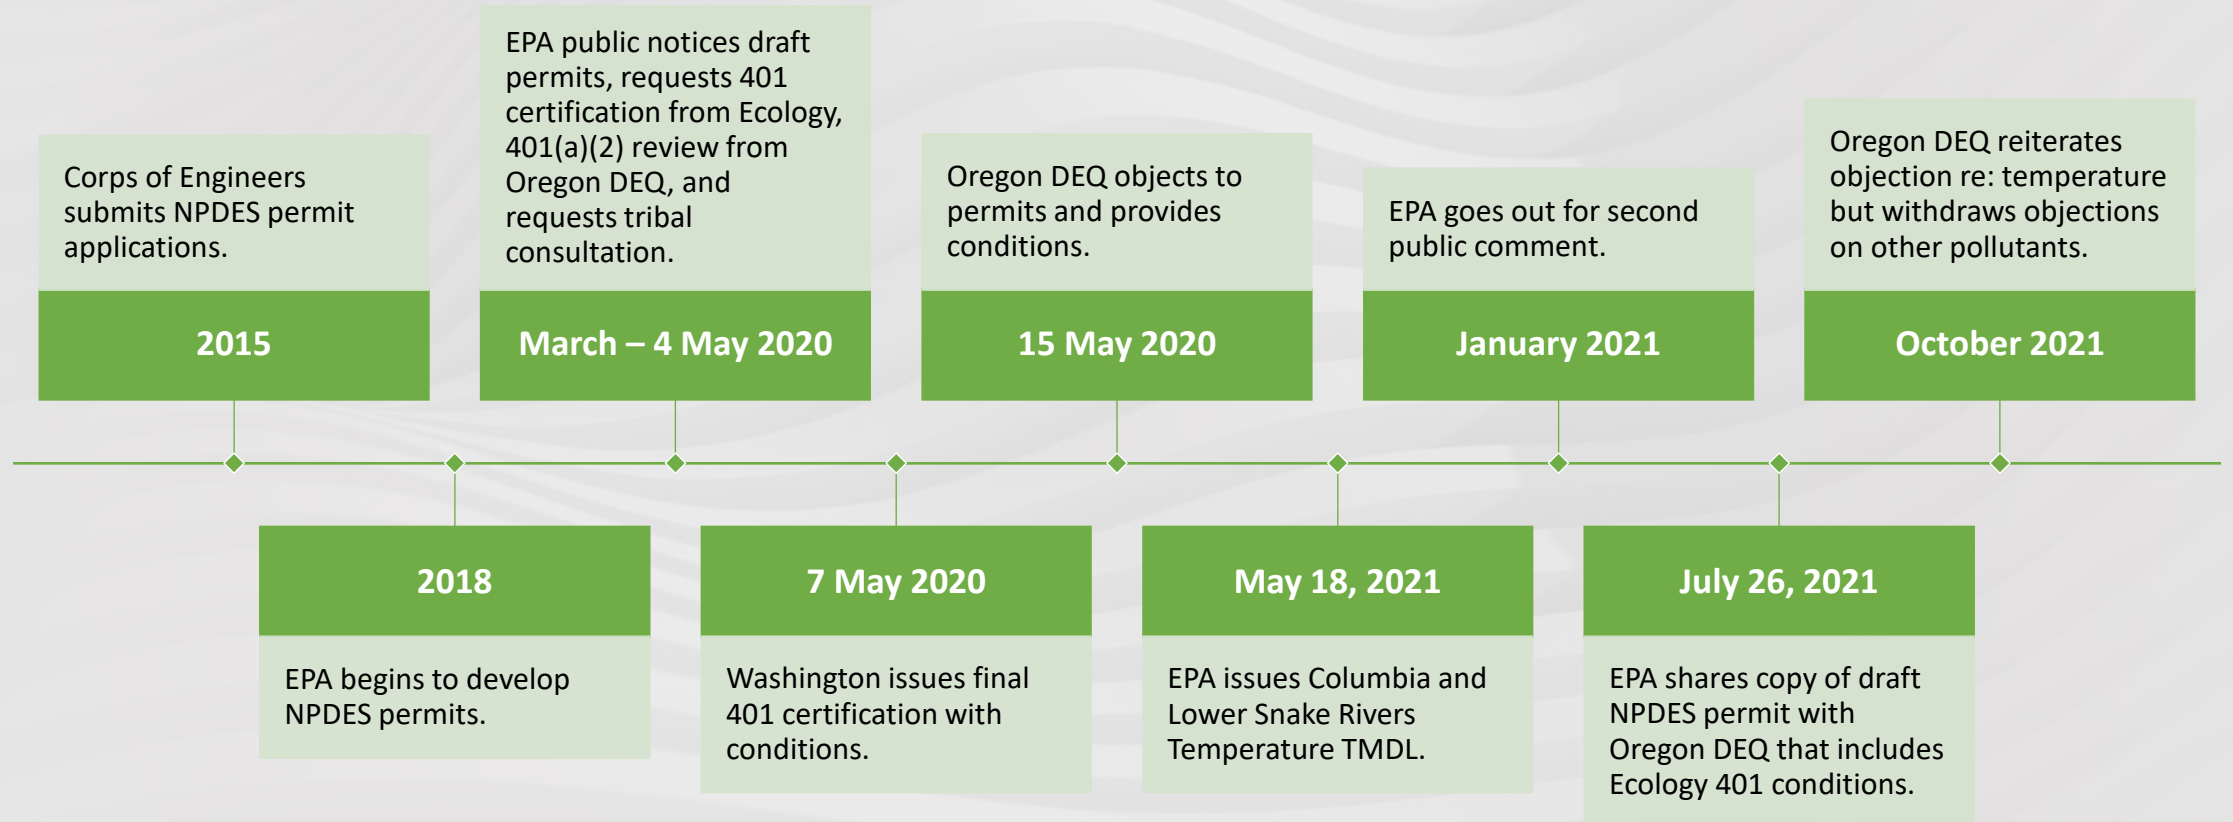 Corps of Engineers
submits NPDES permit
applications.
2015
2018
EPA begins to develop
NPDES permits.
EPA public notices draft
permits, requests 401
certification from Ecology,
401(a)(2) review from
Oregon DEQ, and
requests tribal
consultation.
March – 4 May 2020
7 May 2020
Washington issues final
401 certification with
conditions.
Oregon DEQ objects to
permits and provides
conditions.
15 May 2020
May 18, 2021
EPA issues Columbia and
Lower Snake Rivers
Temperature TMDL.
EPA goes out for second
public comment.
January 2021
July 26, 2021
EPA shares copy of draft
NPDES permit with
Oregon DEQ that includes
Ecology 401 conditions.
Oregon DEQ reiterates
objection re: temperature
but withdraws objections
on other pollutants.
October 2021